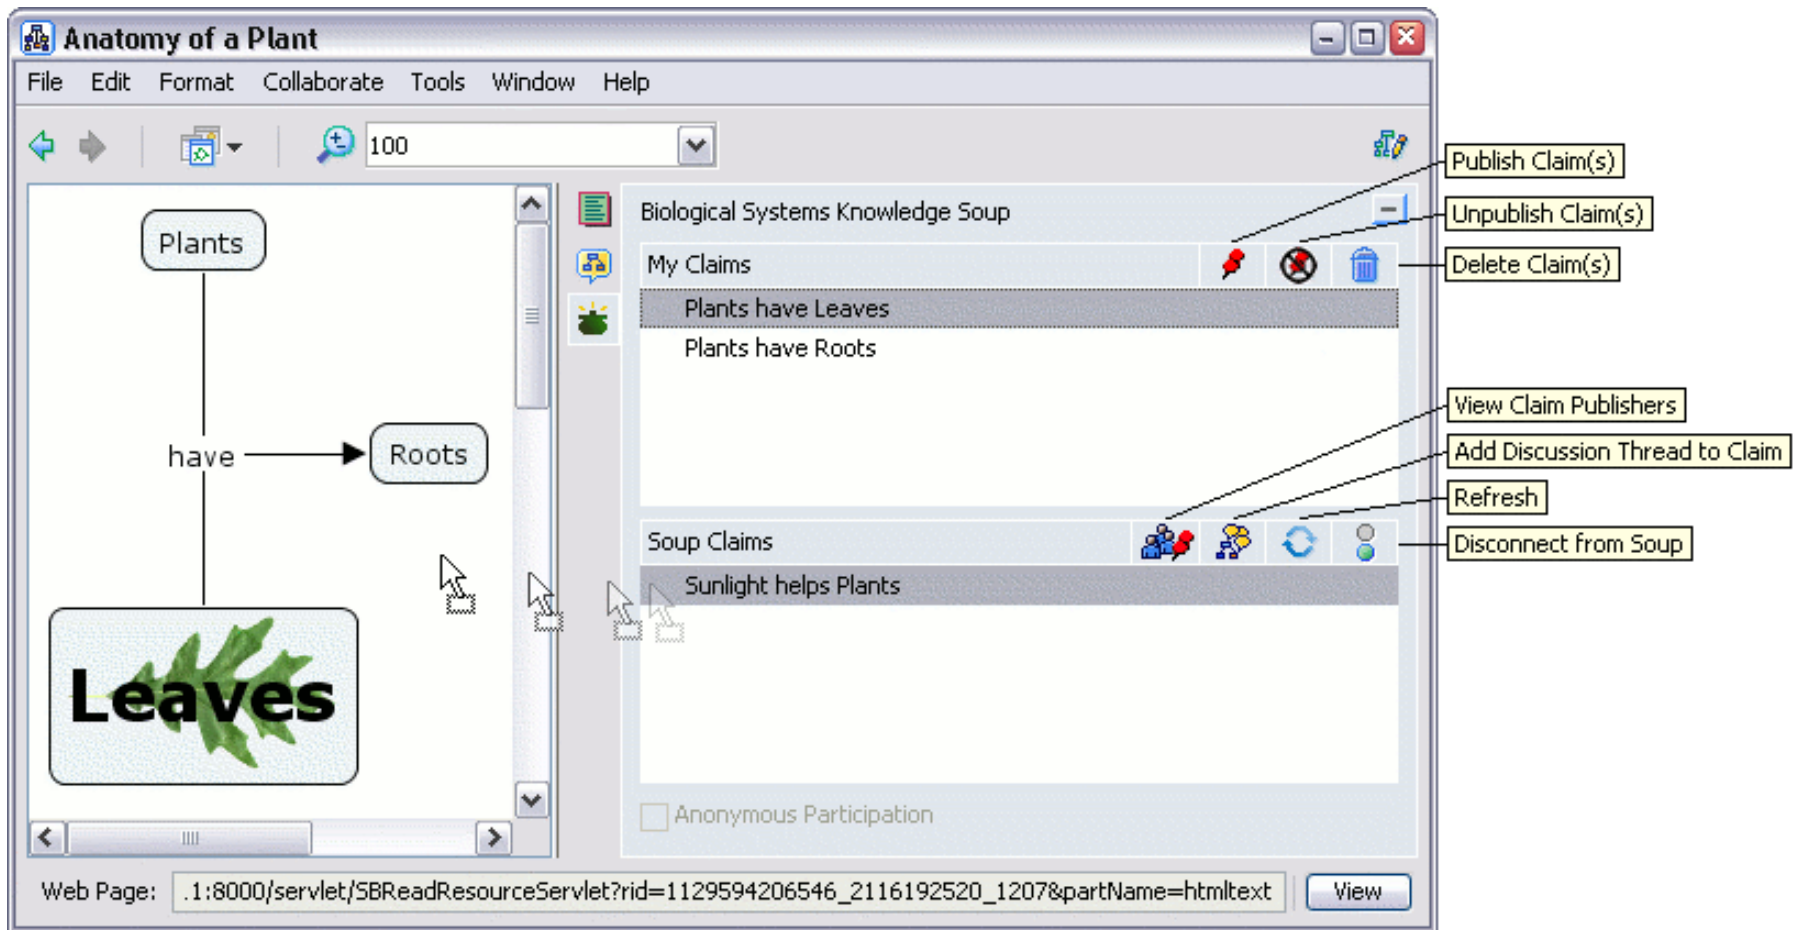 Anatomy of a Plant
File Edit Format Collaborate Tools Window Help
100
Publish Claim(s)
Unpublish Claim(s)
Delete Claim(s)
Plants
have
Roots
Leaves
Biological Systems Knowledge Soup
My Claims
Plants have Leaves
Plants have Roots
View Claim Publishers
Add Discussion Thread to Claim
Refresh
Disconnect from Soup
Soup Claims
Sunlight helps Plants
Anonymous Participation
Web Page: .1:8000/servlet/SBReadResourceServlet?rid=1129594206546_2116192520_1207&partName=htmltext View